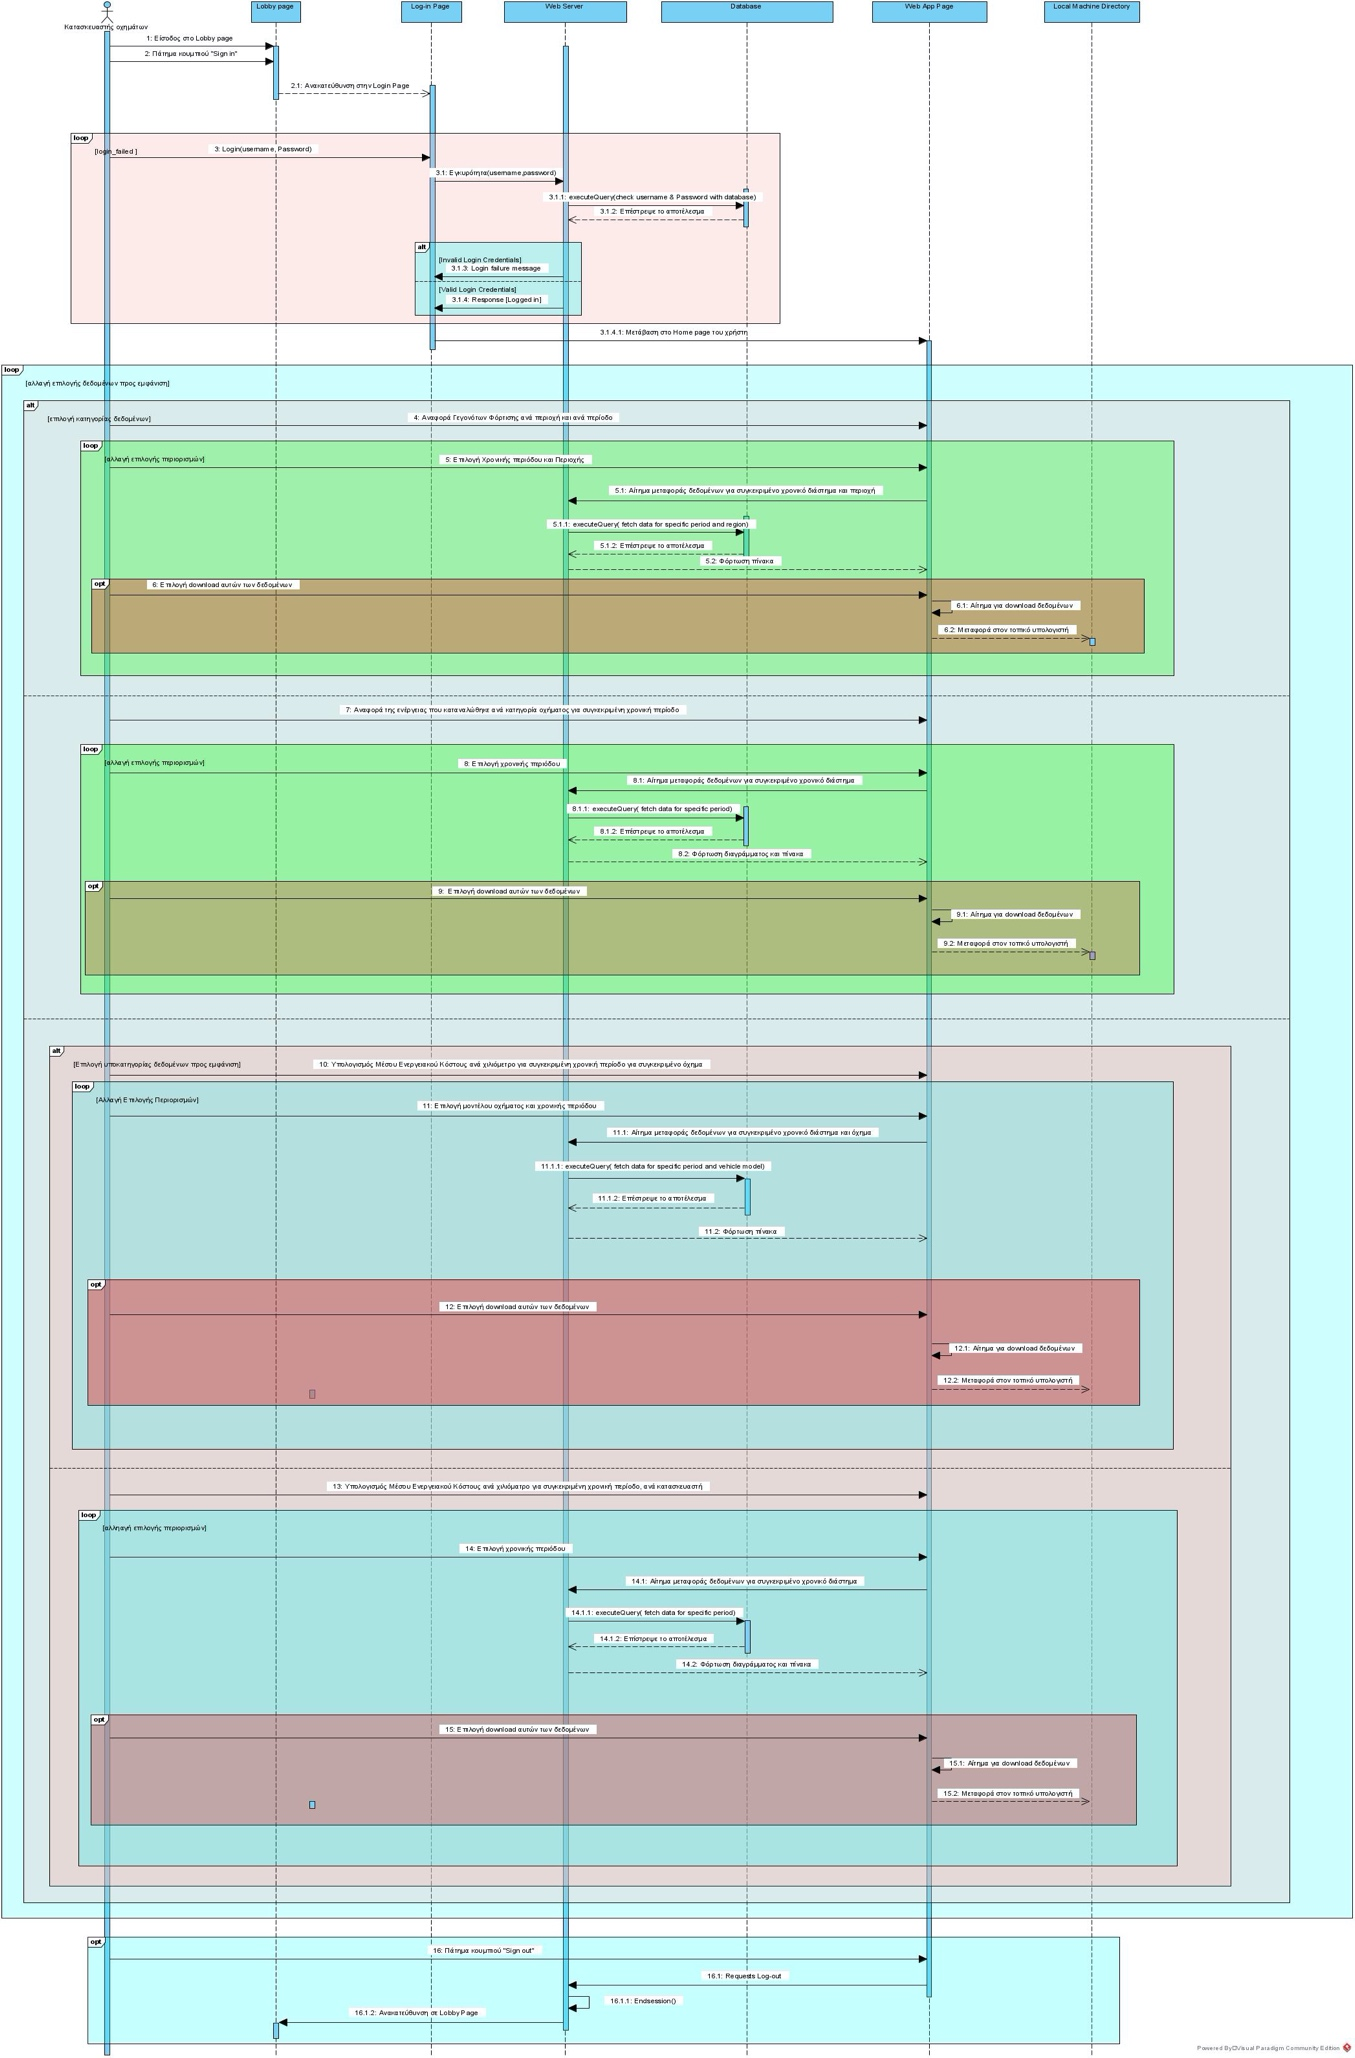 Lobby page
Log-in Page
Web Server
Database
Web App Page
Local Machine Directory
Κατασκευαστής οχημάτων
1: Είσοδος στο Lobby page
2: Πάτημα κουμπιού "Sign in"
2.1: Ανακατεύθυνση στην Login Page
loop
[login_failed ]
3: Login(username, Password)
3.1: Εγκυρότητα(username,password)
3.1.1: executeQuery(check username & Password with database)
3.1.2: Επέστρεψε το αποτέλεσμα
alt
[Invalid Login Credentials]
3.1.3: Login failure message
[Valid Login Credentials]
3.1.4: Response [Logged in]
3.1.4.1: Μετάβαση στο Home page του χρήστη
loop
[αλλαγή επιλογής δεδομένων προς εμφάνιση]
alt
[επιλογή κατηγορίας δεδομένων]
4: Αναφορά Γεγονότων Φόρτισης ανά περιοχή και ανά περίοδο
loop
[αλλαγή επιλογής περιορισμών]
5: Επιλογή Χρονικής περιόδου και Περιοχής
5.1: Αίτημα μεταφοράς δεδομένων για συγκεκριμένο χρονικό διάστημα και περιοχή
5.1.1: executeQuery( fetch data for specific period and region)
5.1.2: Επέστρεψε το αποτέλεσμα
5.2: Φόρτωση πίνακα
opt
6: Επιλογή download αυτών των δεδομένων
6.1: Αίτημα για download δεδομένων
6.2: Μεταφορά στον τοπικό υπολογιστή
7: Αναφορά της ενέργειας που καταναλώθηκε ανά κατηγορία οχήματος για συγκεκριμένη χρονική περίοδο
loop
[αλλαγή επιλογής περιορισμών]
8: Επιλογή χρονικής περιόδου
8.1: Αίτημα μεταφοράς δεδομένων για συγκεκριμένο χρονικό διάστημα
8.1.1: executeQuery( fetch data for specific period)
8.1.2: Επέστρεψε το αποτέλεσμα
8.2: Φόρτωση διαγράμματος και πίνακα
opt
9: Επιλογή download αυτών των δεδομένων
9.1: Αίτημα για download δεδομένων
9.2: Μεταφορά στον τοπικό υπολογιστή
alt
[Επιλογή υποκατηγορίας δεδομένων προς εμφάνιση]
10: Υπολογισμός Μέσου Ενεργειακού Κόστους ανά χιλιόμετρο για συγκεκριμένη χρονική περίοδο για συγκεκριμένο όχημα
loop
[Αλλαγή Επιλογής Περιορισμών]
11: Επιλογή μοντέλου οχήματος και χρονικής περιόδου
11.1: Αίτημα μεταφοράς δεδομένων για συγκεκριμένο χρονικό διάστημα και όχημα
11.1.1: executeQuery( fetch data for specific period and vehicle model)
11.1.2: Επέστρεψε το αποτέλεσμα
11.2: Φόρτωση πίνακα
opt
12: Επιλογή download αυτών των δεδομένων
12.1: Αίτημα για download δεδομένων
12.2: Μεταφορά στον τοπικό υπολογιστή
13: Υπολογισμός Μέσου Ενεργειακού Κόστους ανά χιλιόματρο για συγκεκριμένη χρονική περίοδο, ανά κατασκευαστή
loop
[αλληαγή επιλογής περιορισμών]
14: Επιλογή χρονικής περιόδου
14.1: Αίτημα μεταφοράς δεδομένων για συγκεκριμένο χρονικό διάστημα
14.1.1: executeQuery( fetch data for specific period)
14.1.2: Επίστρεψε το αποτέλεσμα
14.2: Φόρτωση διαγράμματος και πίνακα
opt
15: Επιλογή download αυτών των δεδομένων
15.1: Αίτημα για download δεδομένων
15.2: Μεταφορά στον τοπικό υπολογιστή
opt
16: Πάτημα κουμπιού "Sign out"
16.1: Requests Log-out
16.1.1: Endsession()
16.1.2: Ανακατεύθυνση σε Lobby Page
Powered By Visual Paradigm Community Edition